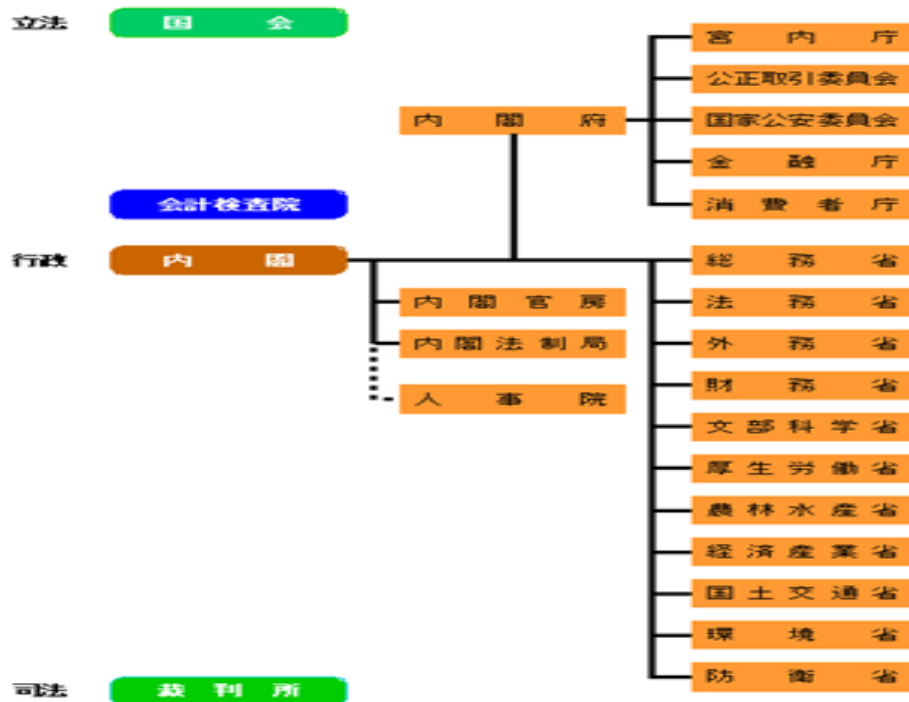 立法 国会
宮内庁
公正取引委員会
内閣府 国家公安委員会
金融庁
会計検査院 消費者庁
行政 内閣 総務省
内閣官房 法務省
内閣法制局 外務省
人事院 財務省
文部科学省
厚生労働省
農林水産省
経済産業省
国土交通省
環境省
防衛省
司法 裁判所